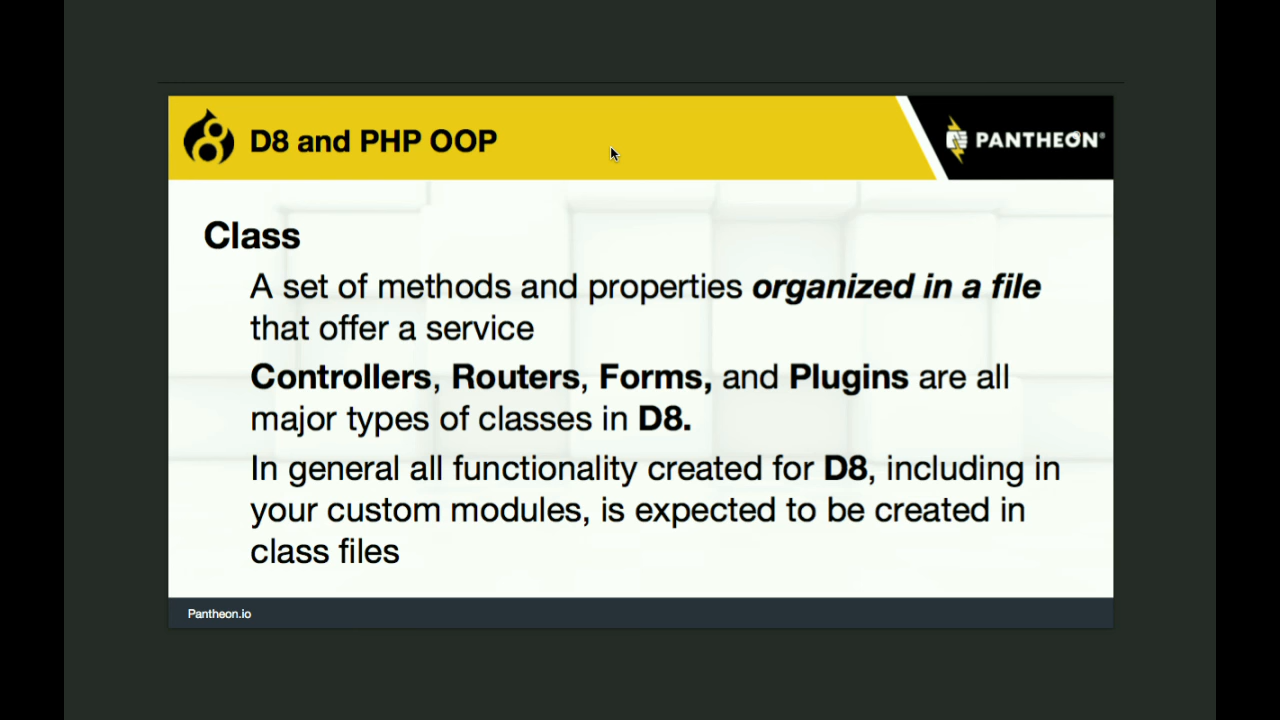 D8 and PHP OOP
PANTHEON®
Class
A set of methods and properties organized in a file
that offer a service
Controllers, Routers, Forms, and Plugins are all
major types of classes in D8.
In general all functionality created for D8, including in
your custom modules, is expected to be created in
class files
Pantheon.io